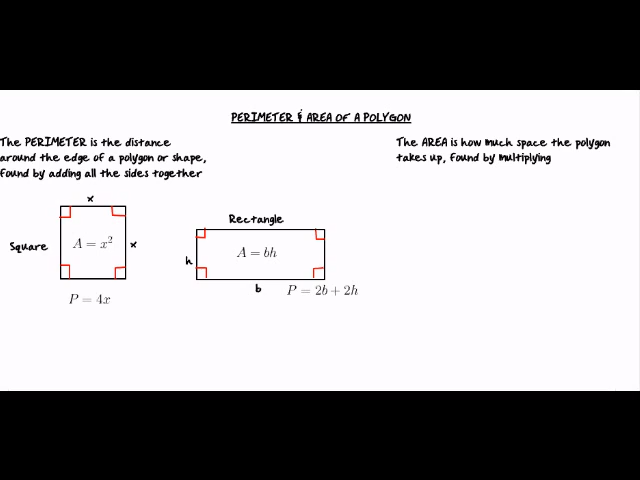 PERIMETER & AREA OF A POLYGON
The PERIMETER is the distance
around the edge of a polygon or shape,
found by adding all the sides together
The AREA is how much space the polygon
takes up, found by multiplying
x
Square
A = x²
x
P = 4x
Rectangle
h
A = bh
b
P = 2b + 2h